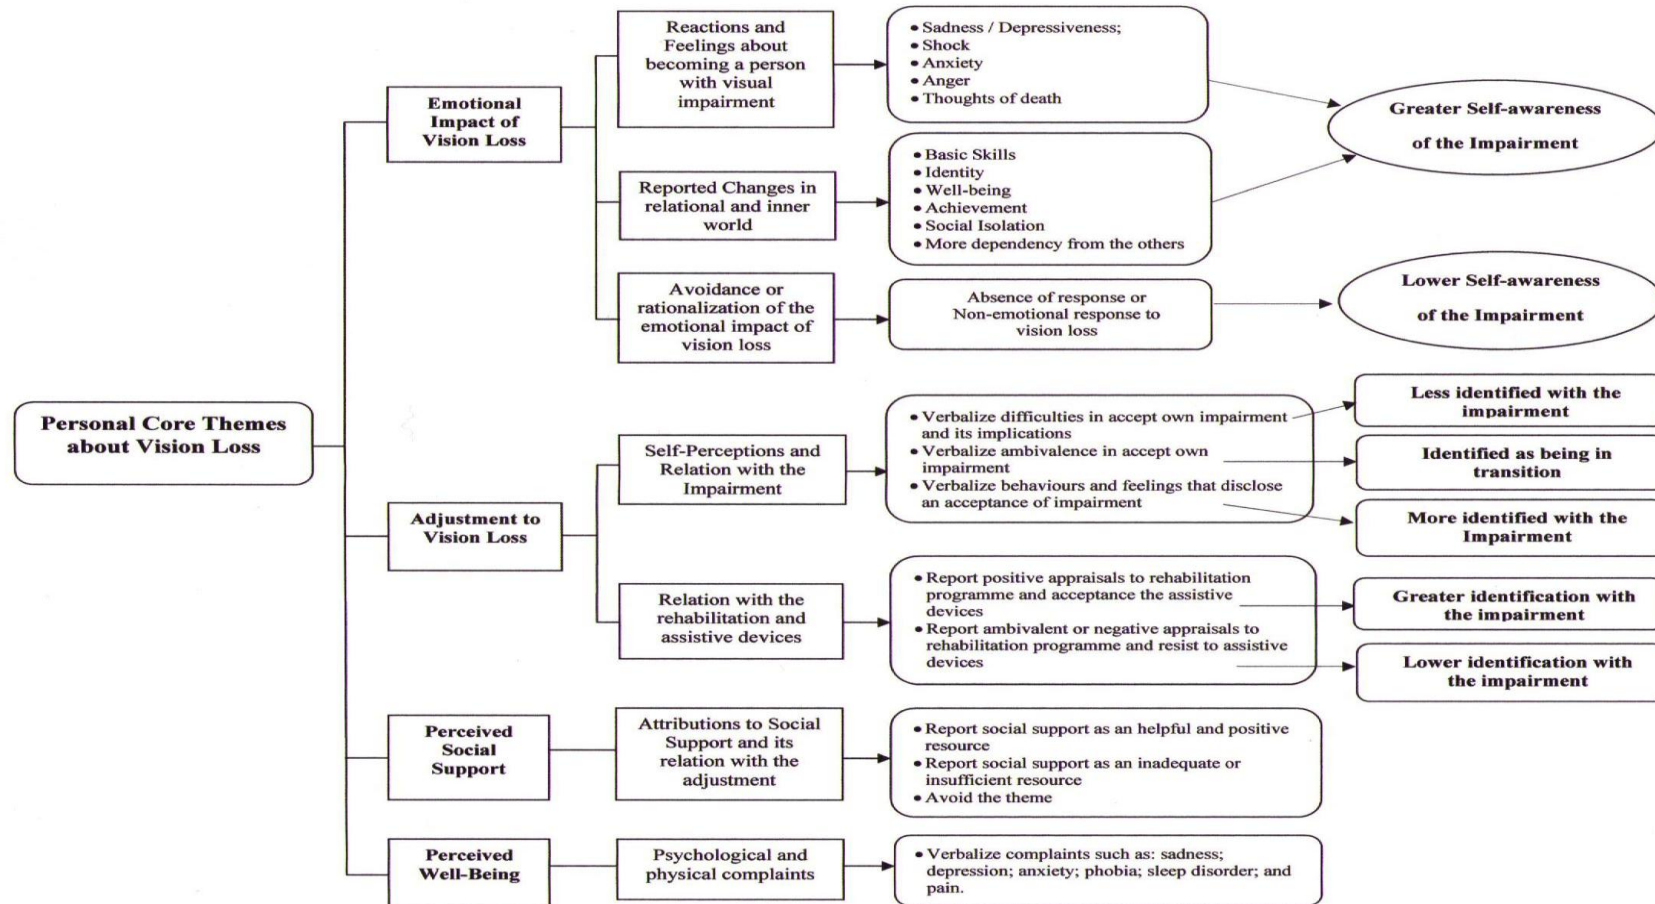 Personal Core Themes
about Vision Loss
Emotional
Impact of
Vision Loss
Reactions and
Feelings about
becoming a person
with visual
impairment
• Sadness / Depressiveness;
• Shock
• Anxiety
• Anger
• Thoughts of death
Greater Self-awareness
of the Impairment
Reported Changes in
relational and inner
world
• Basic Skills
• Identity
• Well-being
• Achievement
• Social Isolation
• More dependency from the others
Avoidance or
rationalization of the
emotional impact of
vision loss
Absence of response or
Non-emotional response to
vision loss
Lower Self-awareness
of the Impairment
Adjustment to
Vision Loss
Self-Perceptions and
Relation with the
Impairment
• Verbalize difficulties in accept own impairment
and its implications
• Verbalize ambivalence in accept own
impairment
• Verbalize behaviours and feelings that disclose
an acceptance of impairment
Less identified with the
impairment
Identified as being in
transition
More identified with the
Impairment
Relation with the
rehabilitation and
assistive devices
• Report positive appraisals to rehabilitation
programme and acceptance the assistive
devices
• Report ambivalent or negative appraisals to
rehabilitation programme and resist to assistive
devices
Greater identification with
the impairment
Lower identification with
the impairment
Perceived
Social
Support
Attributions to Social
Support and its
relation with the
adjustment
• Report social support as an helpful and positive
resource
• Report social support as an inadequate or
insufficient resource
• Avoid the theme
Perceived
Well-Being
Psychological and
physical complaints
• Verbalize complaints such as: sadness;
depression; anxiety; phobia; sleep disorder; and
pain.